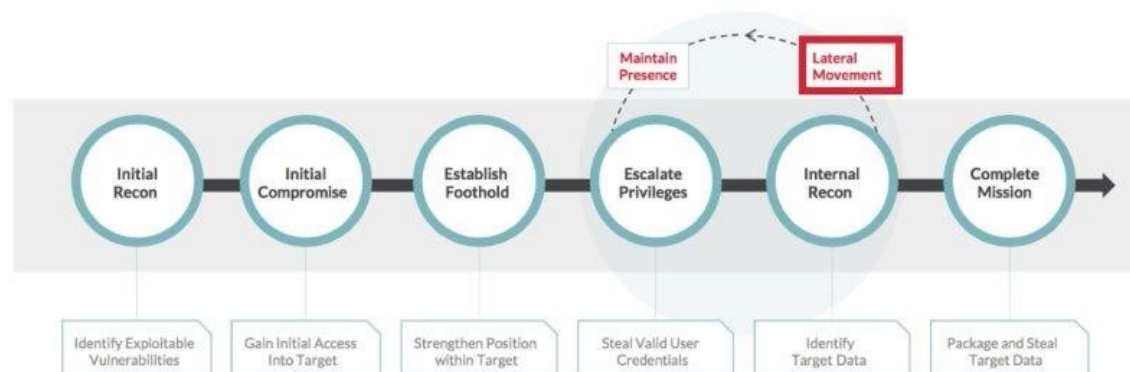 Maintain
Presence
Lateral
Movement
Initial
Recon
Initial
Compromise
Establish
Foothold
Escalate
Privileges
Internal
Recon
Complete
Mission
Identify Exploitable
Vulnerabilities
Gain Initial Access
Into Target
Strengthen Position
within Target
Steal Valid User
Credentials
Identify
Target Data
Package and Steal
Target Data